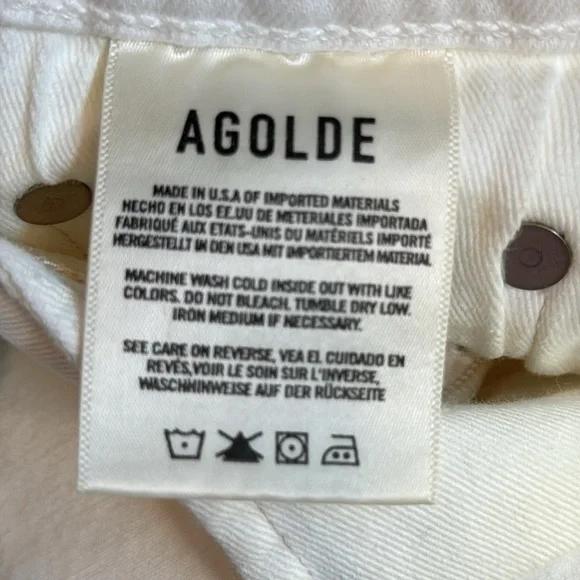 AGOLDE
MADE IN U.S.A OF IMPORTED MATERIALS
HECHO EN LOS EE.UU DE METERIALES IMPORTADA
FABRIQUÉ AUX ETATS-UNIS OU MATÉRIELS IMPORTÉ
HERGESTELLT IN DEN USA MIT IMPORTIERTEM MATERIAL
MACHINE WASH COLD INSIDE OUT WITH LIKE
COLORS. DO NOT BLEACH. TUMBLE DRY LOW.
IRON MEDIUM IF NECESSARY.
SEE CARE ON REVERSE, VEA EL CUIDADO EN
REVÉS, VOIR LE SOIN SUR L'INVERSE,
WASCHHINWEISE AUF DER RÜCKSEITE